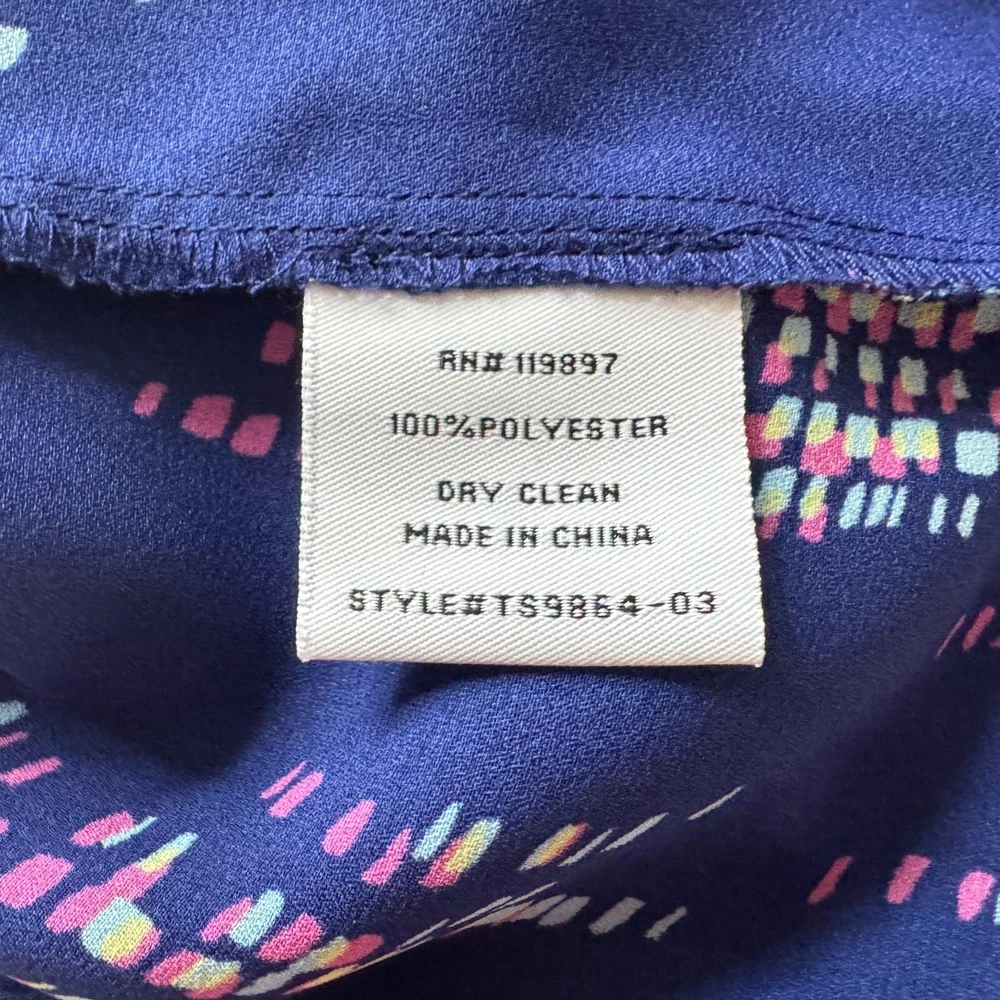 RN# 119897
100%POLYESTER
DRY CLEAN
MADE IN CHINA
STYLE#TS9864-03